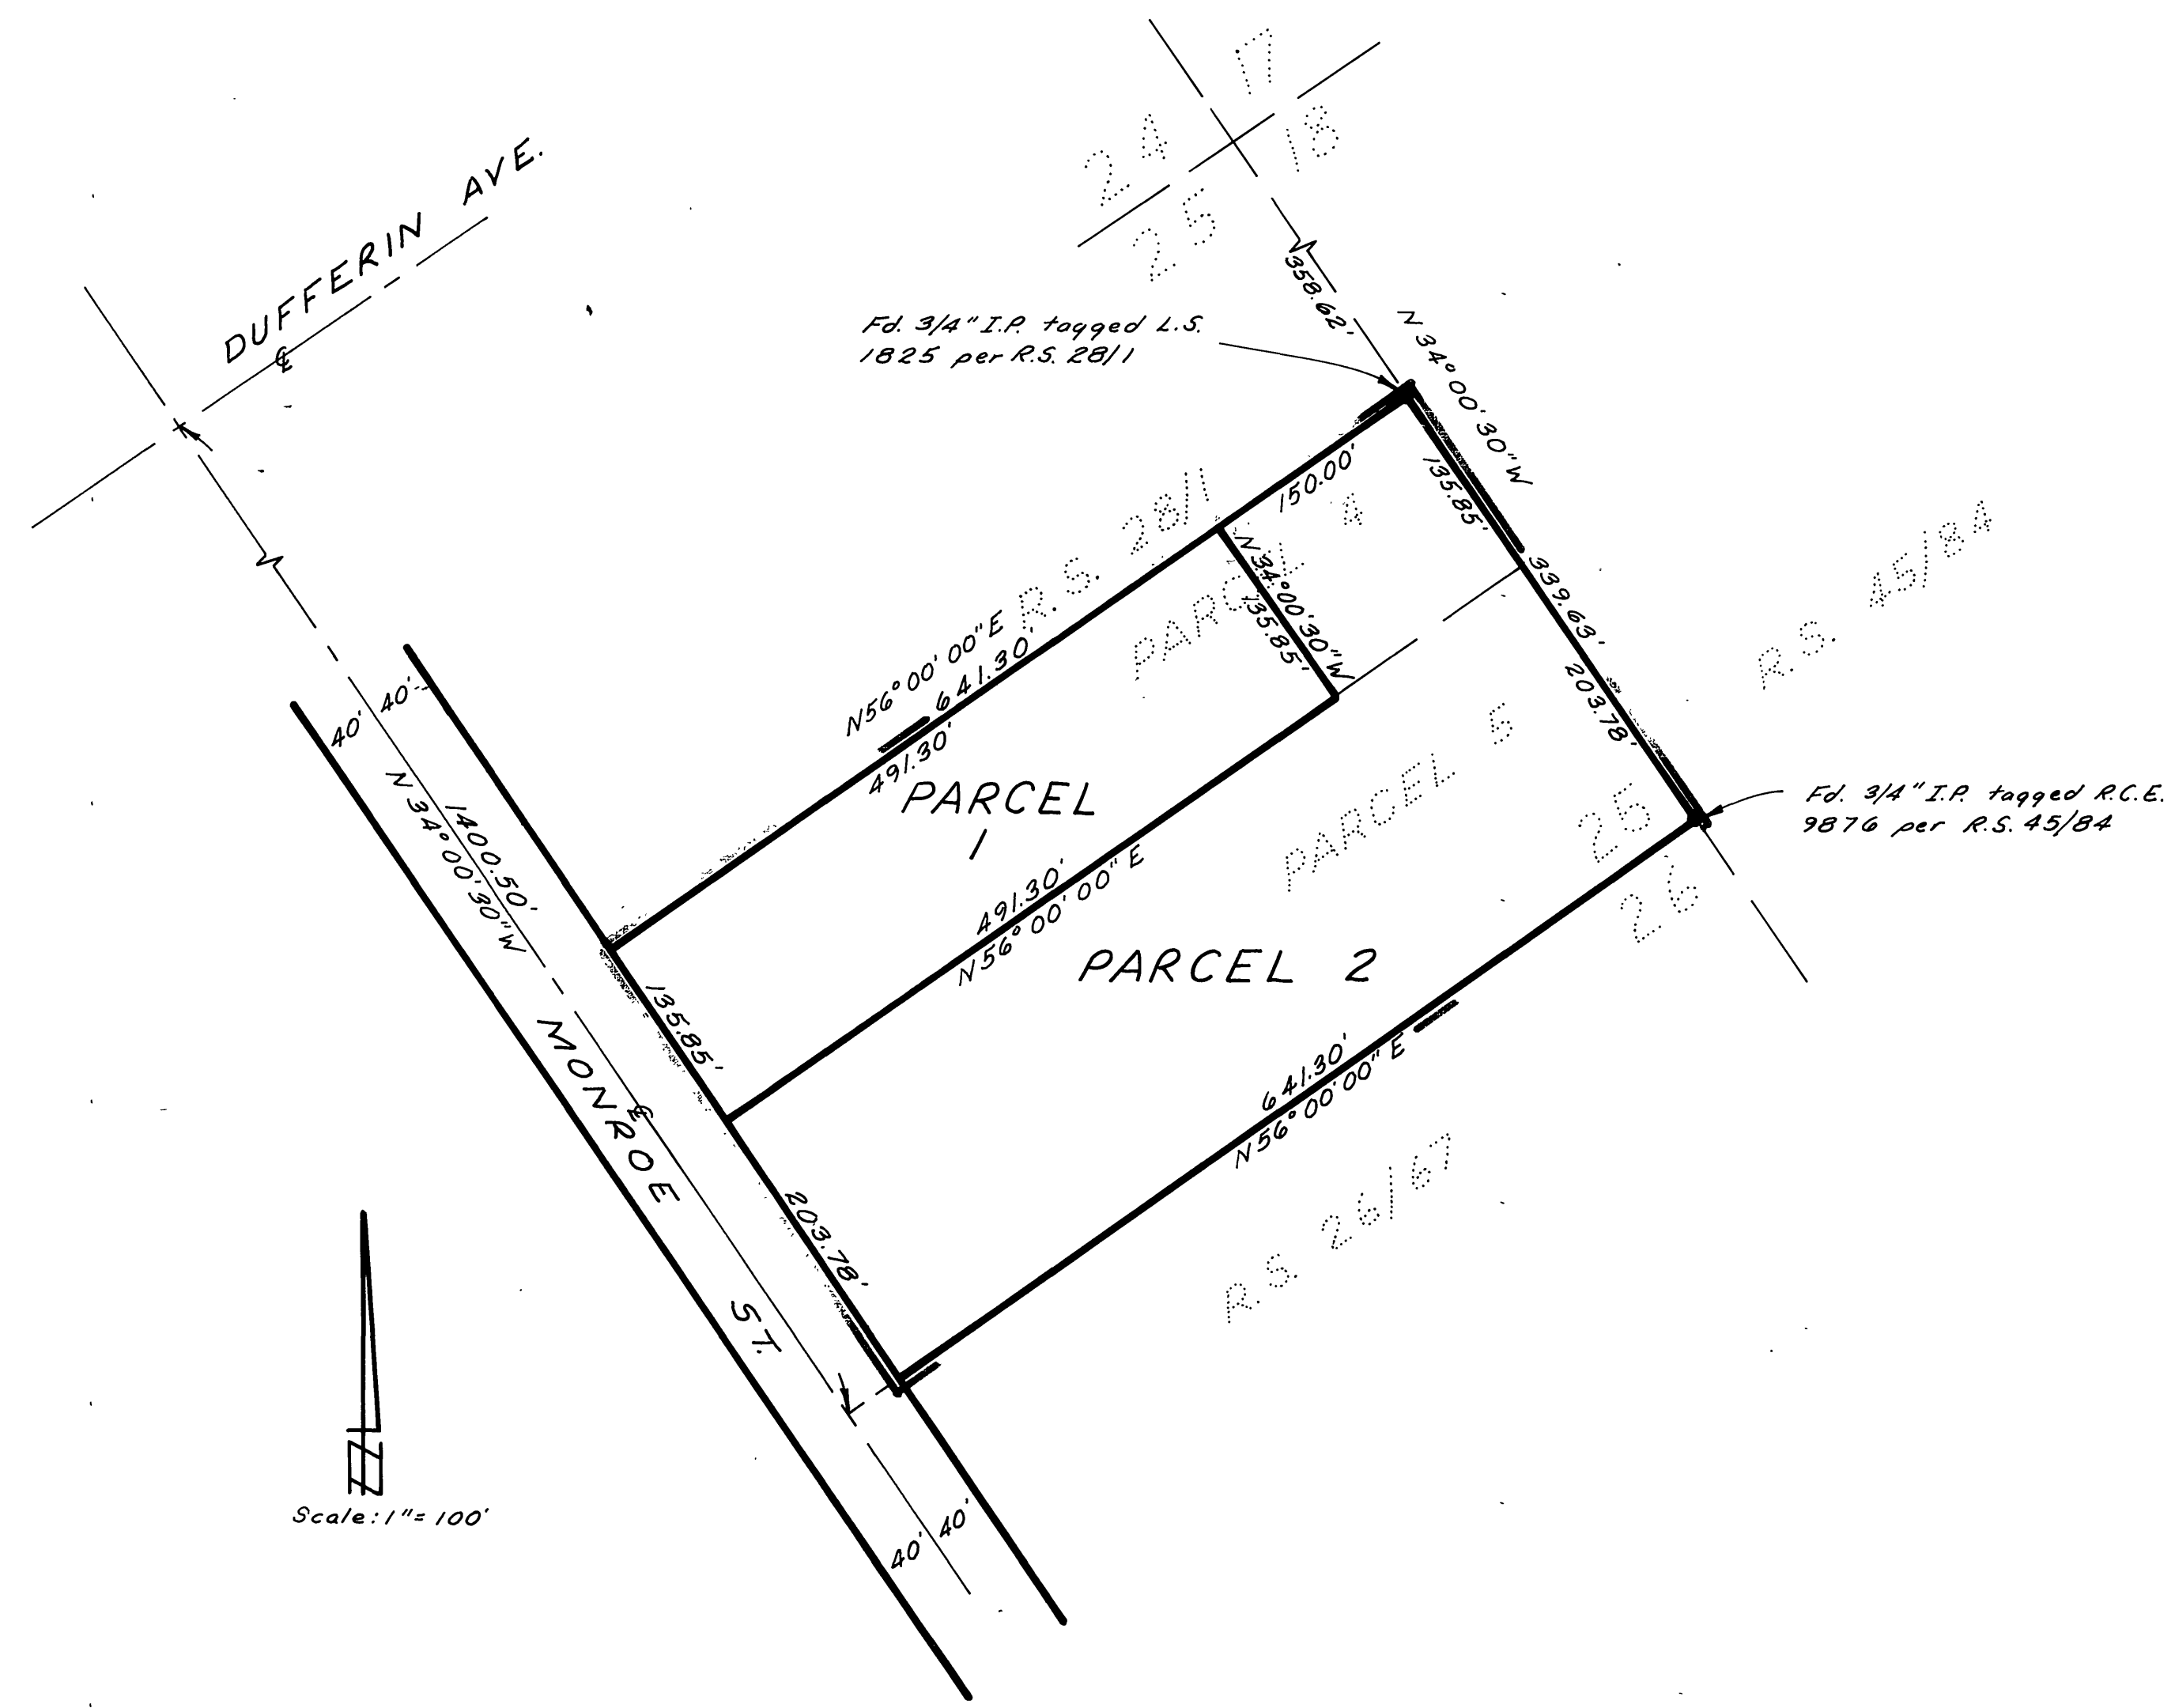 17
24
18
25
DUFFERIN AVE.
℄
358.62'
N 34° 00' 30" W
Fd. 3/4" I.P. tagged L.S.
1825 per R.S. 28/1
150.00'
135.85'
R.S. 28/1
PARCEL 4
N 34° 00' 30" W
135.85'
339.63'
R.S. 45/84
N 56° 00' 00" E
641.30'
491.30'
203.78'
40' 40'
PARCEL
1
PARCEL 5
25
26
Fd. 3/4" I.P. tagged R.C.E.
9876 per R.S. 45/84
1400.50'
N 34° 00' 30" W
491.30'
N 56° 00' 00" E
PARCEL 2
135.85'
MONROE ST.
℄
641.30'
N 56° 00' 00" E
203.78'
R.S. 26/67
Scale: 1" = 100'
40' 40'